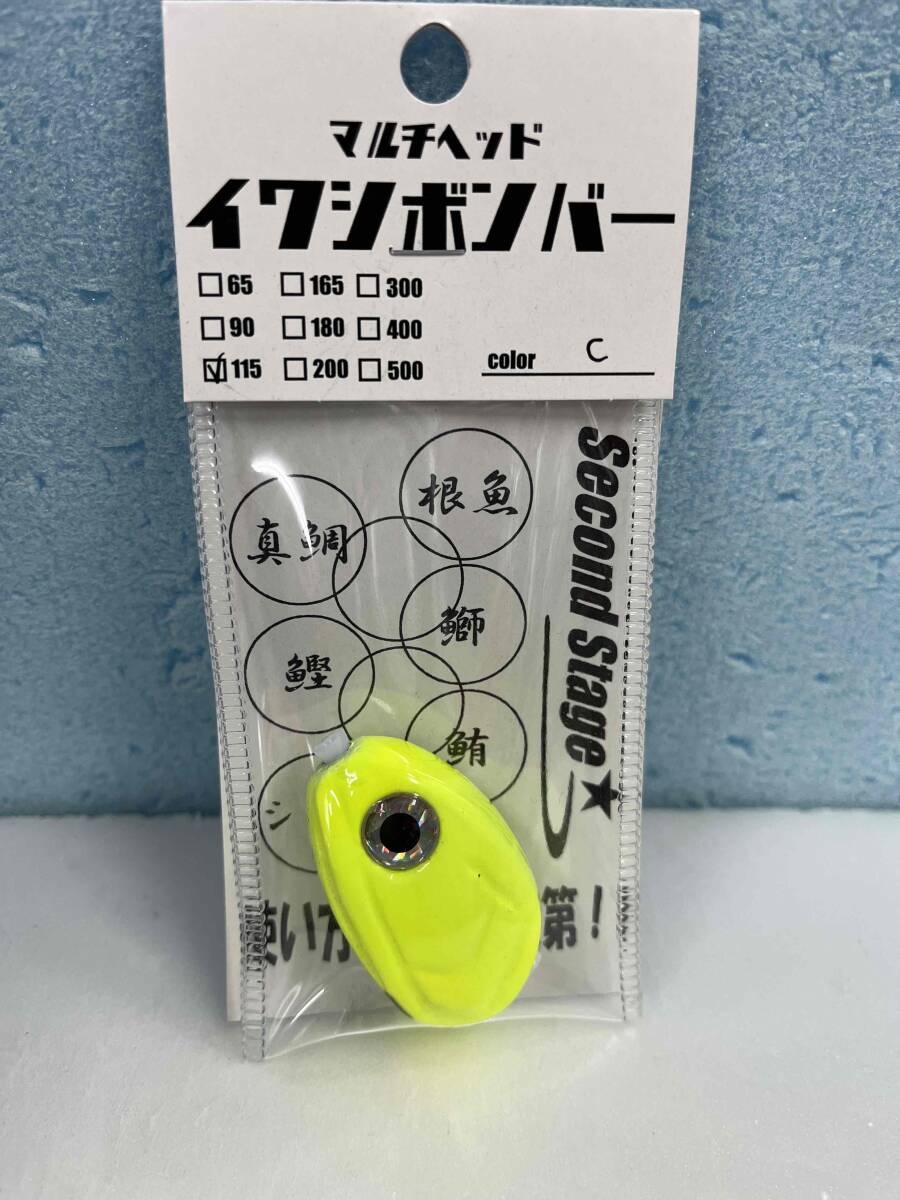 マルチヘッド
イワシボンバー
□65 □165 □300
□90 □180 □400
☑115 □200 □500
color C
Second Stage★
根魚
真鯛
鰤
鰹
鮪
シ
使い方 第！